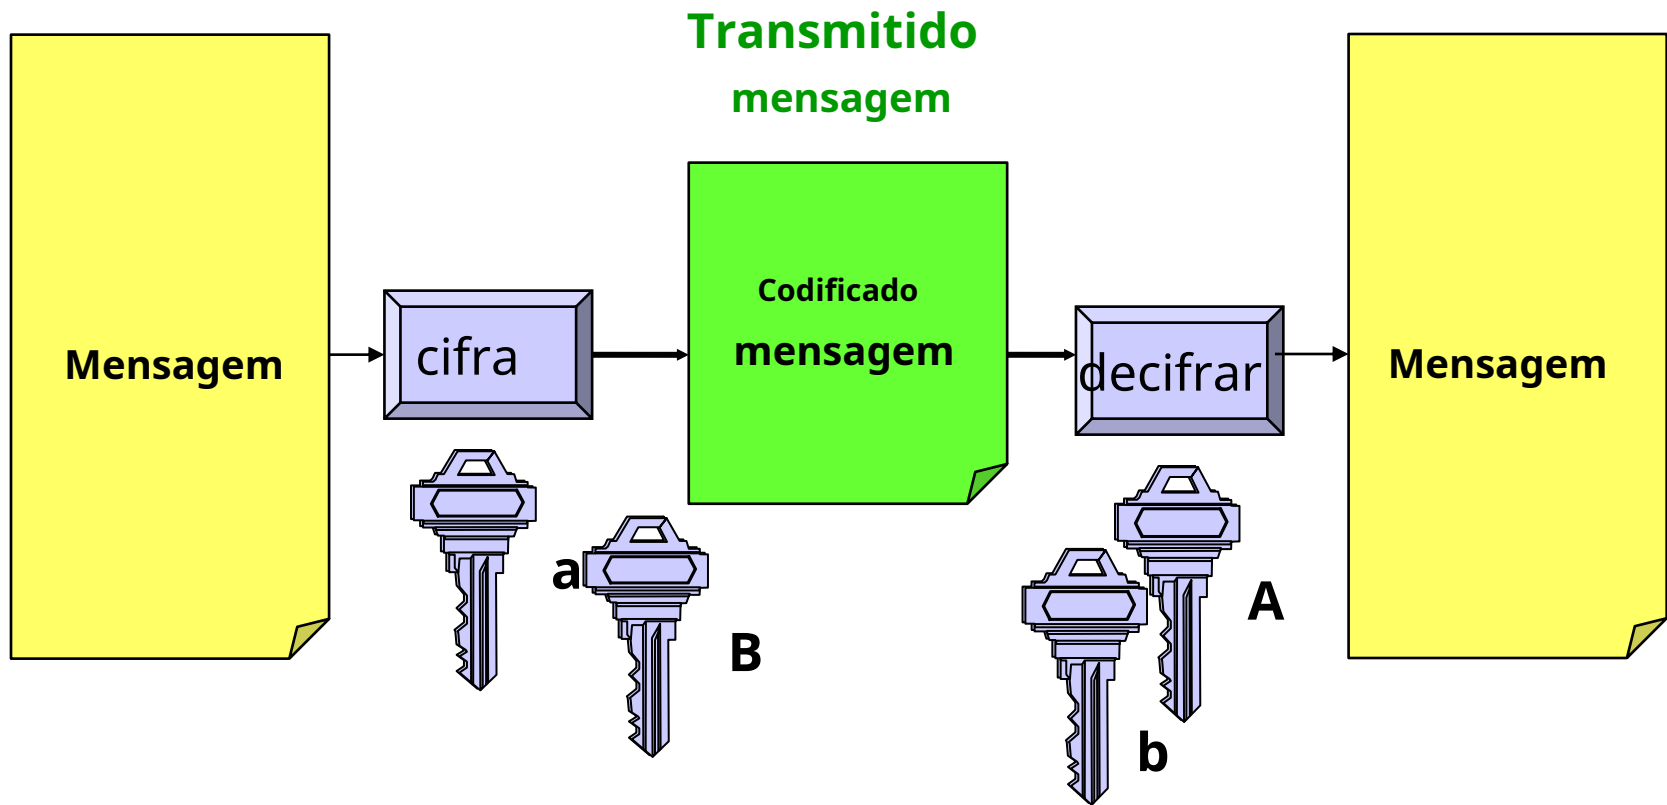 Transmitido
mensagem
Mensagem
cifra
Codificado
mensagem
decifrar
Mensagem
a
B
A
b